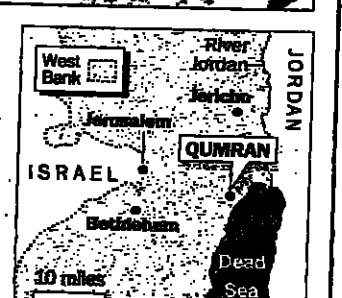 River
Jordan
JORDAN
West
Bank
Jericho
Jerusalem
QUMRAN
ISRAEL
Bethlehem
10 miles
Dead
Sea